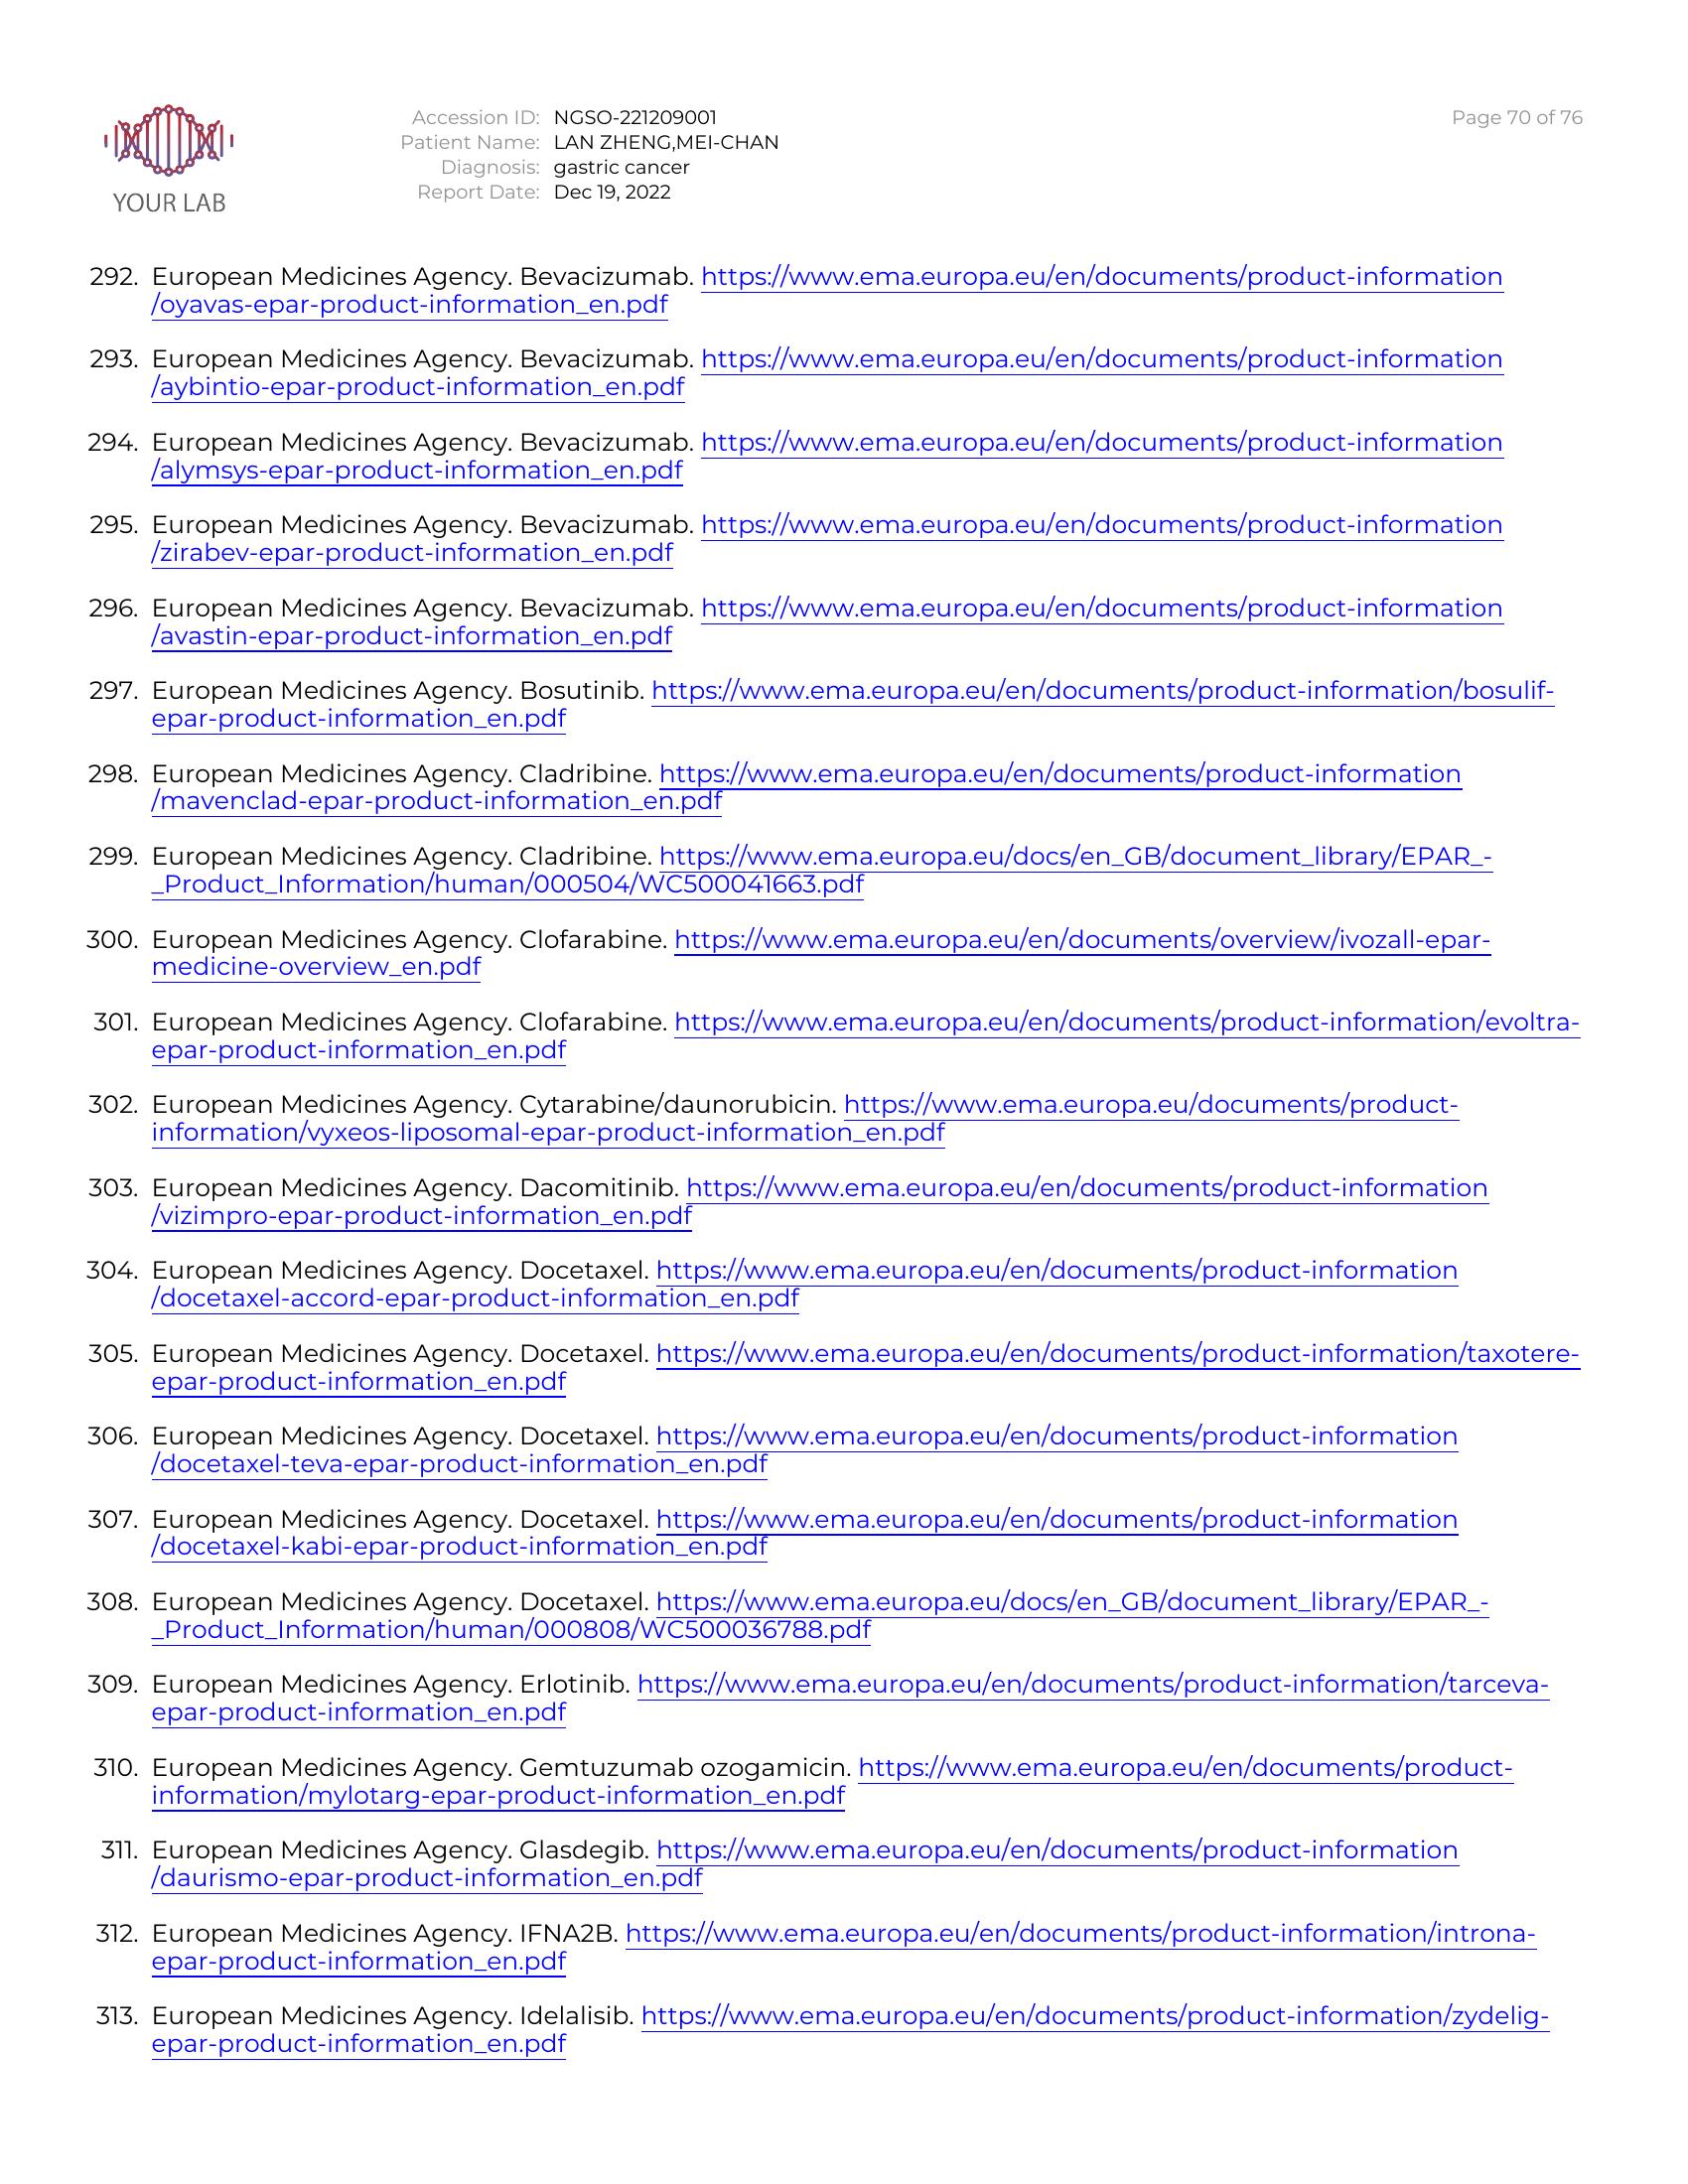 YOUR LAB
Accession ID: NGSO-221209001
Patient Name: LAN ZHENG,MEI-CHAN
Diagnosis: gastric cancer
Report Date: Dec 19, 2022
Page 70 of 76
292. European Medicines Agency. Bevacizumab. https://www.ema.europa.eu/en/documents/product-information
/oyavas-epar-product-information_en.pdf
293. European Medicines Agency. Bevacizumab. https://www.ema.europa.eu/en/documents/product-information
/aybintio-epar-product-information_en.pdf
294. European Medicines Agency. Bevacizumab. https://www.ema.europa.eu/en/documents/product-information
/alymsys-epar-product-information_en.pdf
295. European Medicines Agency. Bevacizumab. https://www.ema.europa.eu/en/documents/product-information
/zirabev-epar-product-information_en.pdf
296. European Medicines Agency. Bevacizumab. https://www.ema.europa.eu/en/documents/product-information
/avastin-epar-product-information_en.pdf
297. European Medicines Agency. Bosutinib. https://www.ema.europa.eu/en/documents/product-information/bosulif-
epar-product-information_en.pdf
298. European Medicines Agency. Cladribine. https://www.ema.europa.eu/en/documents/product-information
/mavenclad-epar-product-information_en.pdf
299. European Medicines Agency. Cladribine. https://www.ema.europa.eu/docs/en_GB/document_library/EPAR_-
_Product_Information/human/000504/WC500041663.pdf
300. European Medicines Agency. Clofarabine. https://www.ema.europa.eu/en/documents/overview/ivozall-epar-
medicine-overview_en.pdf
301. European Medicines Agency. Clofarabine. https://www.ema.europa.eu/en/documents/product-information/evoltra-
epar-product-information_en.pdf
302. European Medicines Agency. Cytarabine/daunorubicin. https://www.ema.europa.eu/documents/product-
information/vyxeos-liposomal-epar-product-information_en.pdf
303. European Medicines Agency. Dacomitinib. https://www.ema.europa.eu/en/documents/product-information
/vizimpro-epar-product-information_en.pdf
304. European Medicines Agency. Docetaxel. https://www.ema.europa.eu/en/documents/product-information
/docetaxel-accord-epar-product-information_en.pdf
305. European Medicines Agency. Docetaxel. https://www.ema.europa.eu/en/documents/product-information/taxotere-
epar-product-information_en.pdf
306. European Medicines Agency. Docetaxel. https://www.ema.europa.eu/en/documents/product-information
/docetaxel-teva-epar-product-information_en.pdf
307. European Medicines Agency. Docetaxel. https://www.ema.europa.eu/en/documents/product-information
/docetaxel-kabi-epar-product-information_en.pdf
308. European Medicines Agency. Docetaxel. https://www.ema.europa.eu/docs/en_GB/document_library/EPAR_-
_Product_Information/human/000808/WC500036788.pdf
309. European Medicines Agency. Erlotinib. https://www.ema.europa.eu/en/documents/product-information/tarceva-
epar-product-information_en.pdf
310. European Medicines Agency. Gemtuzumab ozogamicin. https://www.ema.europa.eu/en/documents/product-
information/mylotarg-epar-product-information_en.pdf
311. European Medicines Agency. Glasdegib. https://www.ema.europa.eu/en/documents/product-information
/daurismo-epar-product-information_en.pdf
312. European Medicines Agency. IFNA2B. https://www.ema.europa.eu/en/documents/product-information/introna-
epar-product-information_en.pdf
313. European Medicines Agency. Idelalisib. https://www.ema.europa.eu/en/documents/product-information/zydelig-
epar-product-information_en.pdf